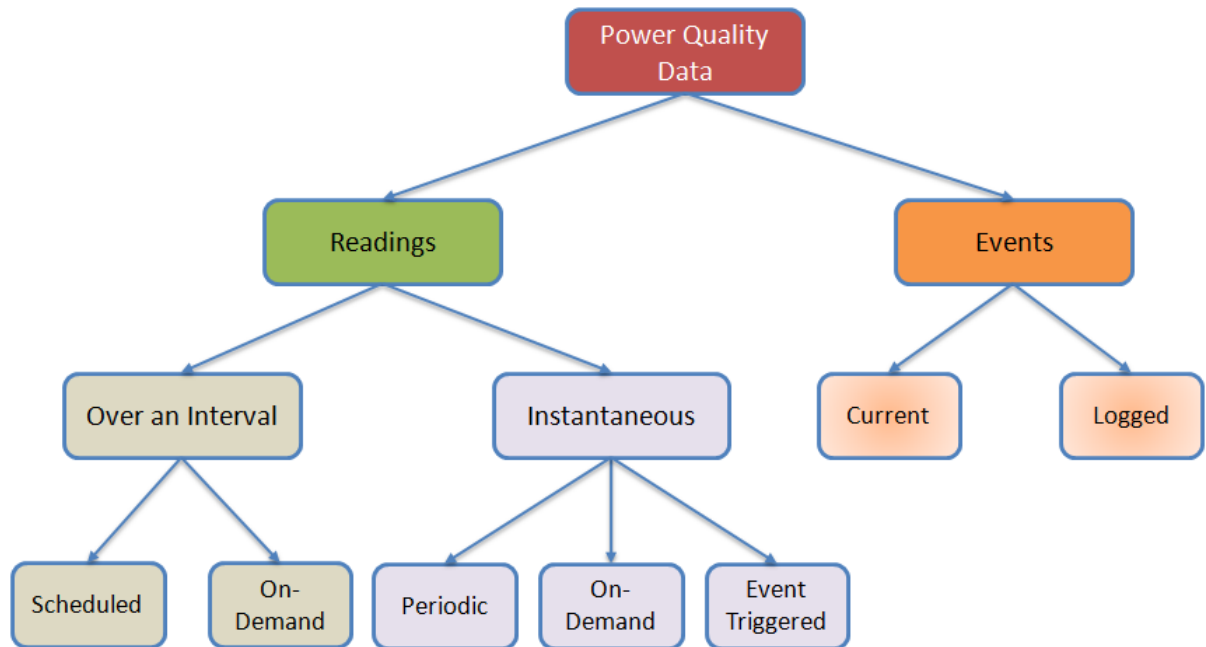 Power Quality
Data
Readings
Events
Over an Interval
Instantaneous
Current
Logged
Scheduled
On-
Demand
Periodic
On-
Demand
Event
Triggered